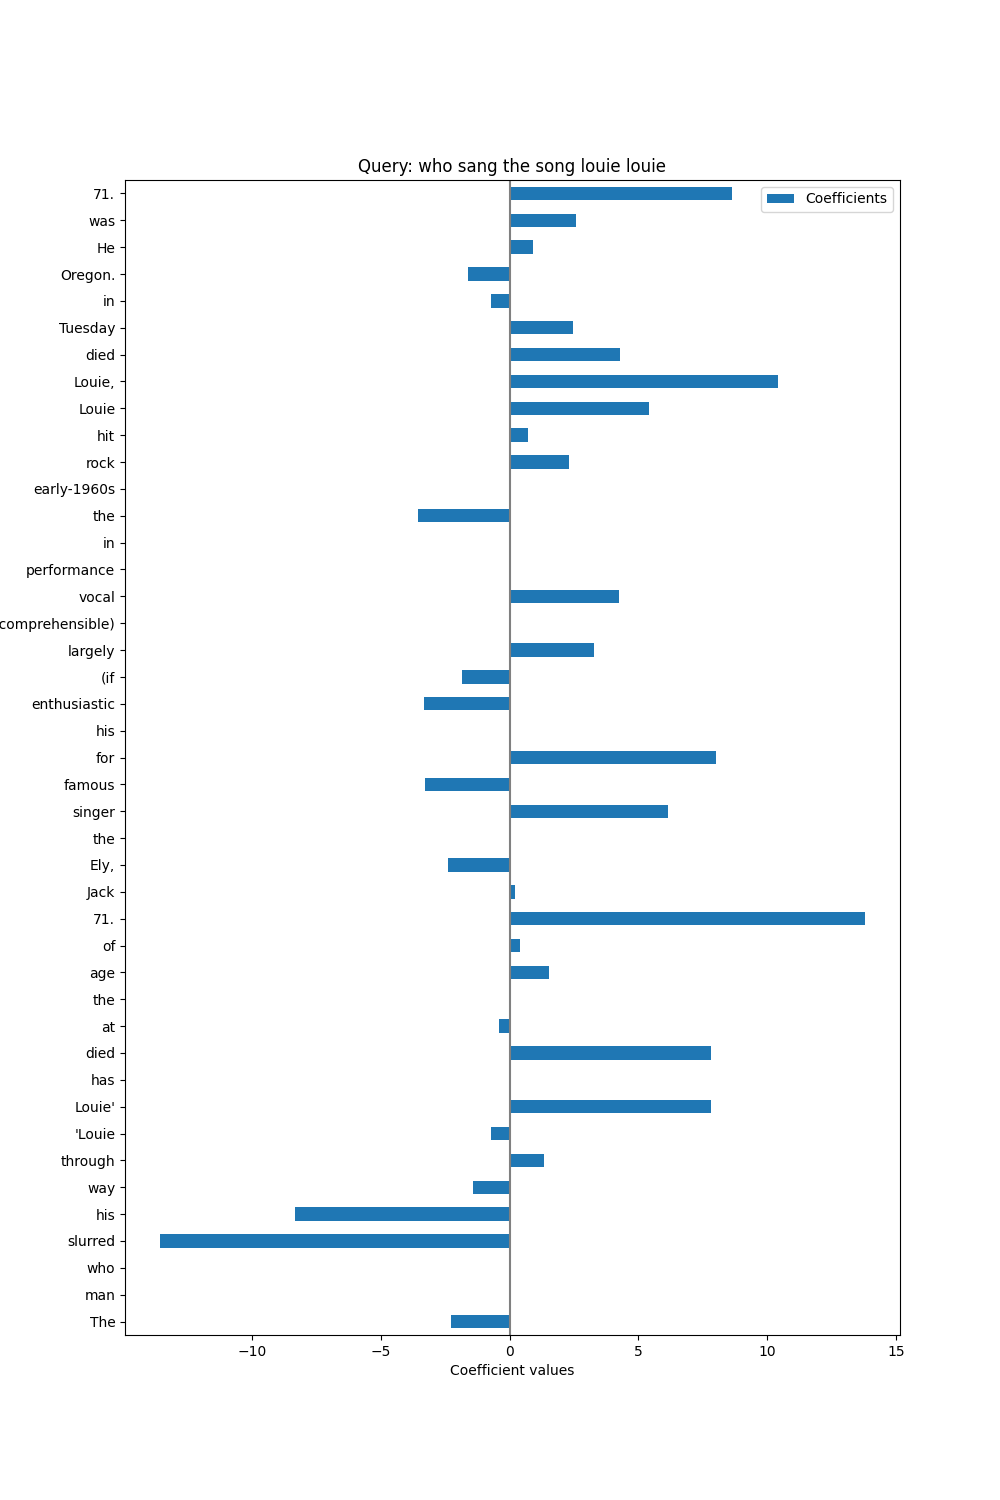 Query: who sang the song louie louie
Coefficients
71.
was
He
Oregon.
in
Tuesday
died
Louie,
Louie
hit
rock
early-1960s
the
in
performance
vocal
comprehensible)
largely
(if
enthusiastic
his
for
famous
singer
the
Ely,
Jack
71.
of
age
the
at
died
has
Louie'
'Louie
through
way
his
slurred
who
man
The
−10 −5 0 5 10 15
Coefficient values